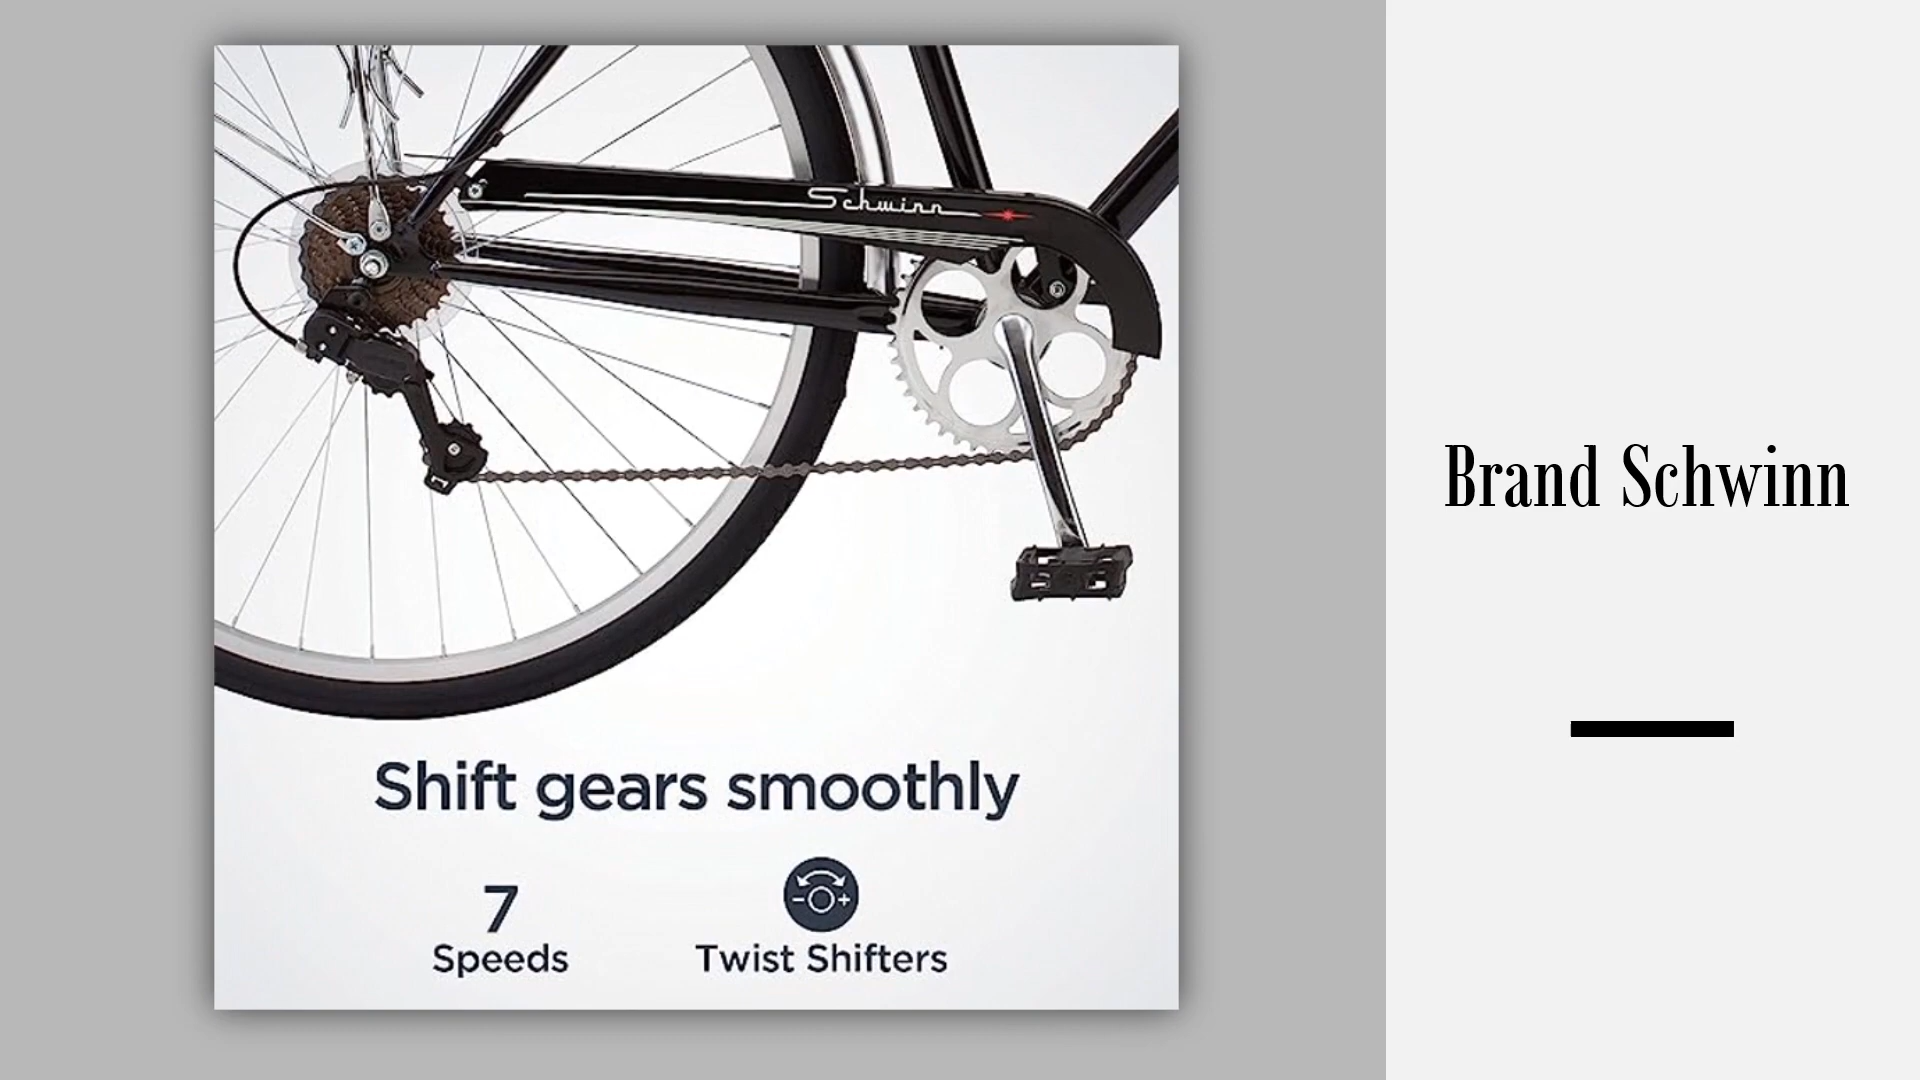 Schwinn
Shift gears smoothly
7
Speeds
Twist Shifters
Brand Schwinn